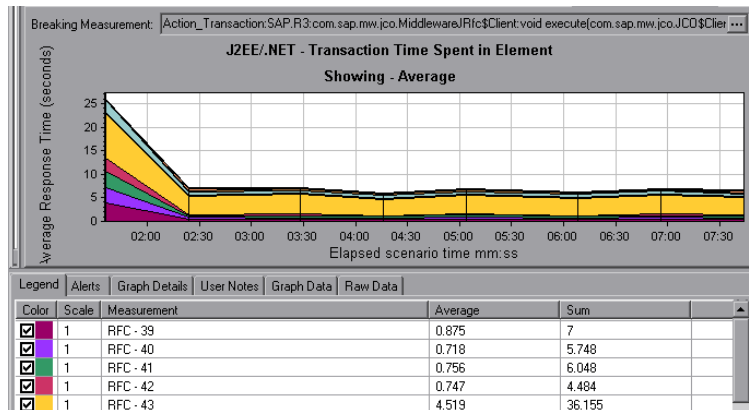 Breaking Measurement: Action_Transaction:SAP.R3:com.sap.mw.jco.MiddlewareJRfc$Client:void execute(com.sap.mw.jco.JCO$Clier ...
J2EE/.NET - Transaction Time Spent in Element
Showing - Average
Average Response Time (seconds)
25
20
15
10
5
0
02:00 02:30 03:00 03:30 04:00 04:30 05:00 05:30 06:00 06:30 07:00 07:30
Elapsed scenario time mm:ss
Legend Alerts Graph Details User Notes Graph Data Raw Data
Color Scale Measurement Average Sum
1 RFC - 39 0.875 7
1 RFC - 40 0.718 5.748
1 RFC - 41 0.756 6.048
1 RFC - 42 0.747 4.484
1 RFC - 43 4.519 36.155